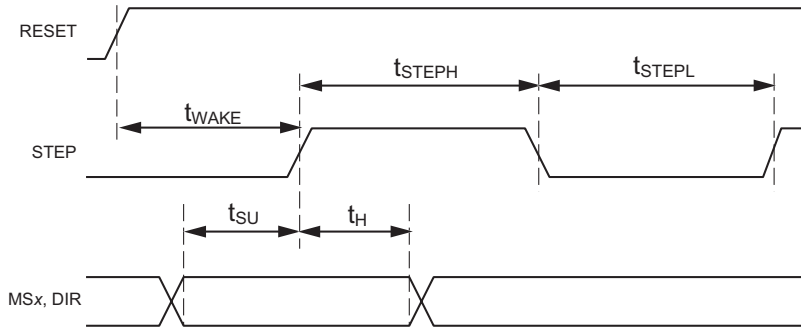 RESET
tSTEPH
tSTEPL
tWAKE
STEP
tSU
tH
MSx, DIR